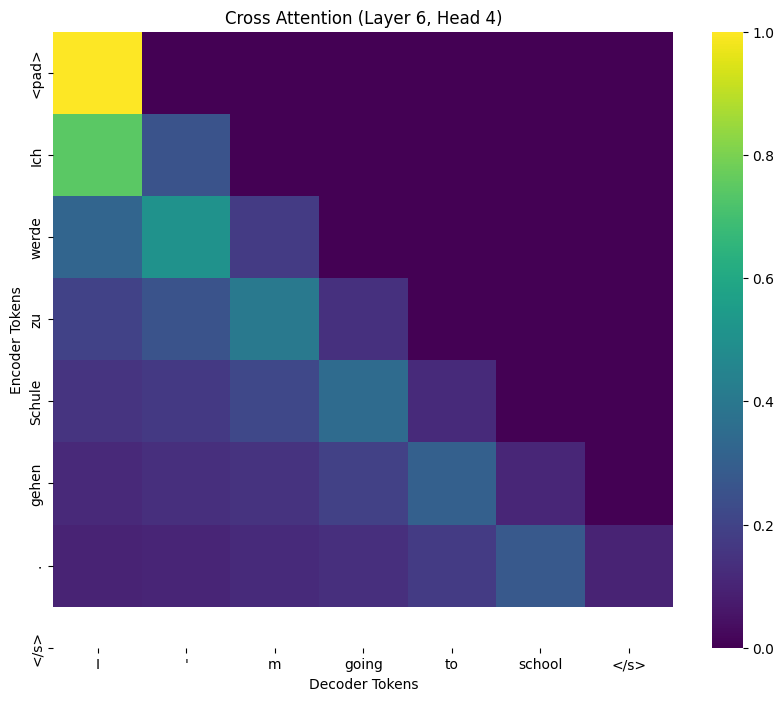 Cross Attention (Layer 6, Head 4)
Encoder Tokens
<pad>
Ich
werde
zu
Schule
gehen
.
</s>
I ' m going to school </s>
Decoder Tokens
1.0
0.8
0.6
0.4
0.2
0.0